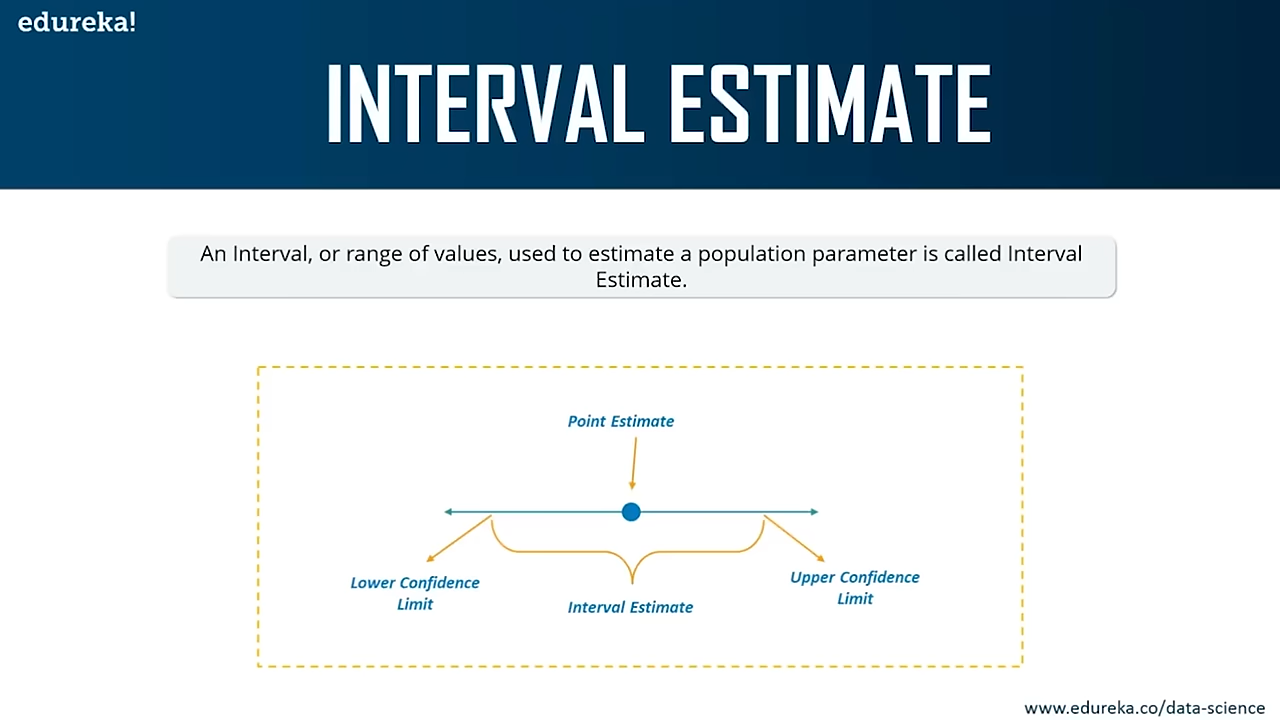 edureka!
INTERVAL ESTIMATE
An Interval, or range of values, used to estimate a population parameter is called Interval
Estimate.
Point Estimate
Lower Confidence
Limit
Interval Estimate
Upper Confidence
Limit
www.edureka.co/data-science